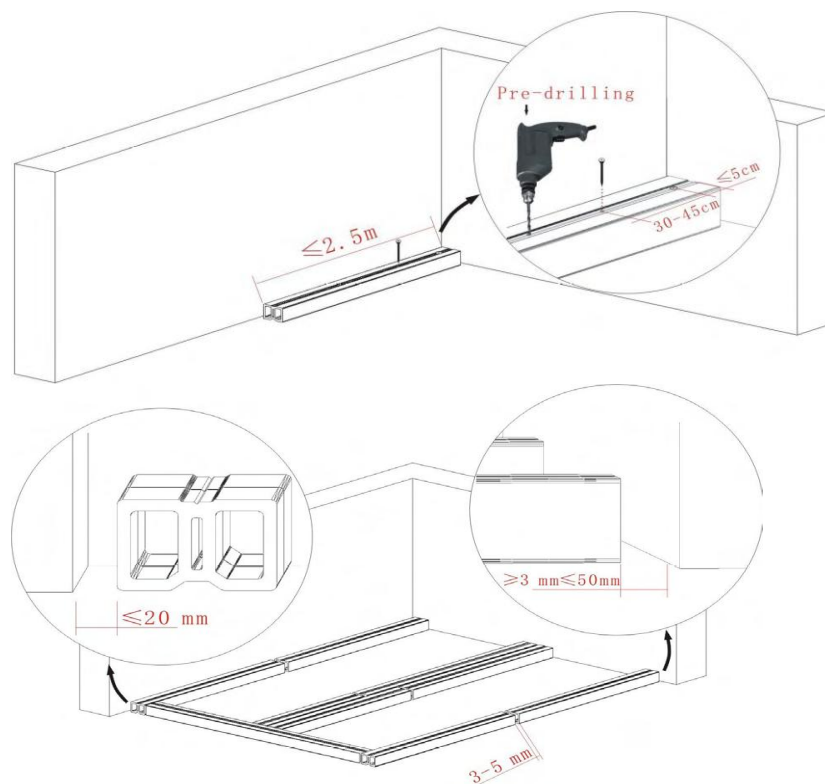 Pre-drilling
≤5cm
30-45cm
≤2.5m
≤20 mm
≥3 mm≤50mm
3-5 mm